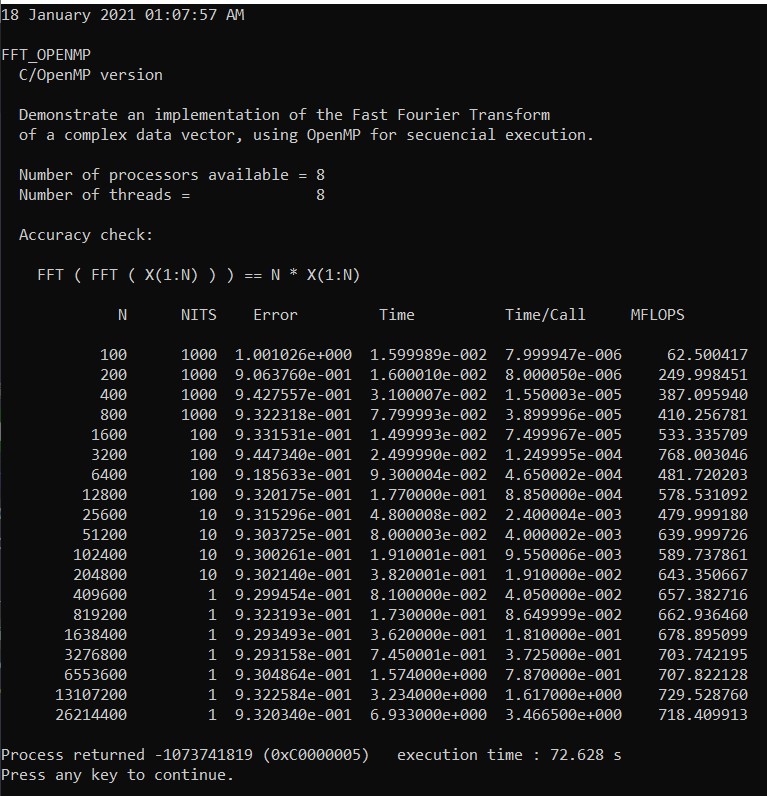 18 January 2021 01:07:57 AM
FFT_OPENMP
C/OpenMP version
Demonstrate an implementation of the Fast Fourier Transform
of a complex data vector, using OpenMP for secuencial execution.
Number of processors available = 8
Number of threads = 8
Accuracy check:
FFT ( FFT ( X(1:N) ) ) == N * X(1:N)
N NITS Error Time Time/Call MFLOPS
100 1000 1.001026e+000 1.599989e-002 7.999947e-006 62.500417
200 1000 9.063760e-001 1.600010e-002 8.000050e-006 249.998451
400 1000 9.427557e-001 3.100007e-002 1.550003e-005 387.095940
800 1000 9.322318e-001 7.799993e-002 3.899996e-005 410.256781
1600 100 9.331531e-001 1.499993e-002 7.499967e-005 533.335709
3200 100 9.447340e-001 2.499990e-002 1.249995e-004 768.003046
6400 100 9.185633e-001 9.300004e-002 4.650002e-004 481.720203
12800 100 9.320175e-001 1.770000e-001 8.850000e-004 578.531092
25600 10 9.315296e-001 4.800008e-002 2.400004e-003 479.999180
51200 10 9.303725e-001 8.000003e-002 4.000002e-003 639.999726
102400 10 9.300261e-001 1.910001e-001 9.550006e-003 589.737861
204800 10 9.302140e-001 3.820001e-001 1.910000e-002 643.350667
409600 1 9.299454e-001 8.100000e-002 4.050000e-002 657.382716
819200 1 9.323193e-001 1.730000e-001 8.649999e-002 662.936460
1638400 1 9.293493e-001 3.620000e-001 1.810000e-001 678.895099
3276800 1 9.293158e-001 7.450001e-001 3.725000e-001 703.742195
6553600 1 9.304864e-001 1.574000e+000 7.870000e-001 707.822128
13107200 1 9.322584e-001 3.234000e+000 1.617000e+000 729.528760
26214400 1 9.320340e-001 6.933000e+000 3.466500e+000 718.409913
Process returned -1073741819 (0xC0000005) execution time : 72.628 s
Press any key to continue.